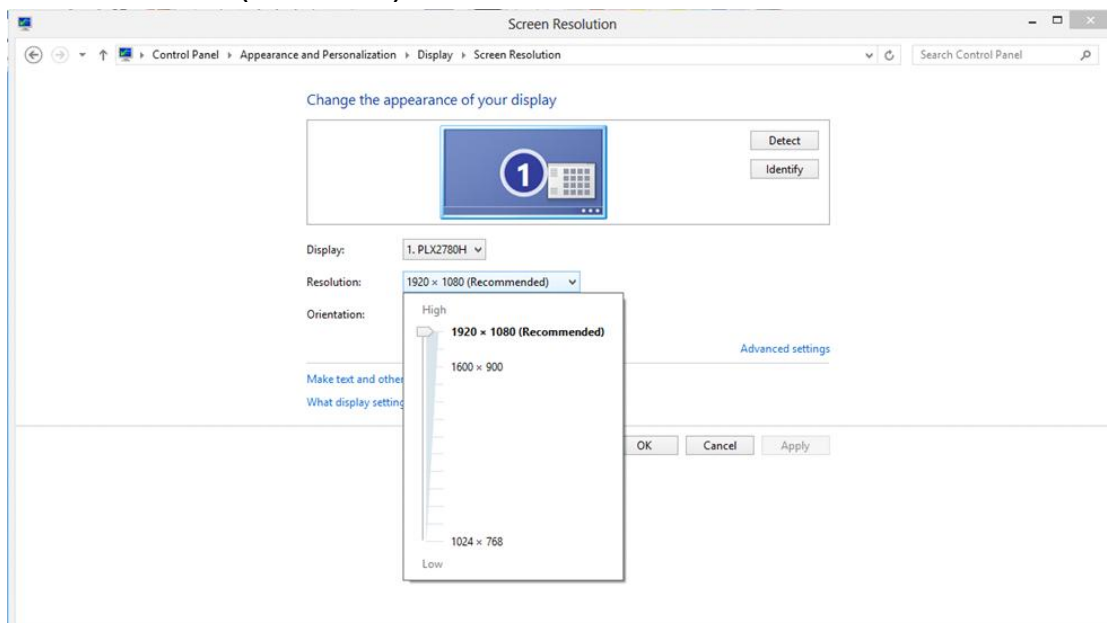 Screen Resolution
Control Panel Appearance and Personalization Display Screen Resolution
Search Control Panel
Change the appearance of your display
1
Detect
Identify
Display: 1. PLX2780H
Resolution: 1920 × 1080 (Recommended)
Orientation:
High
1920 × 1080 (Recommended)
1600 × 900
1024 × 768
Low
Advanced settings
Make text and other
What display setting
OK Cancel Apply